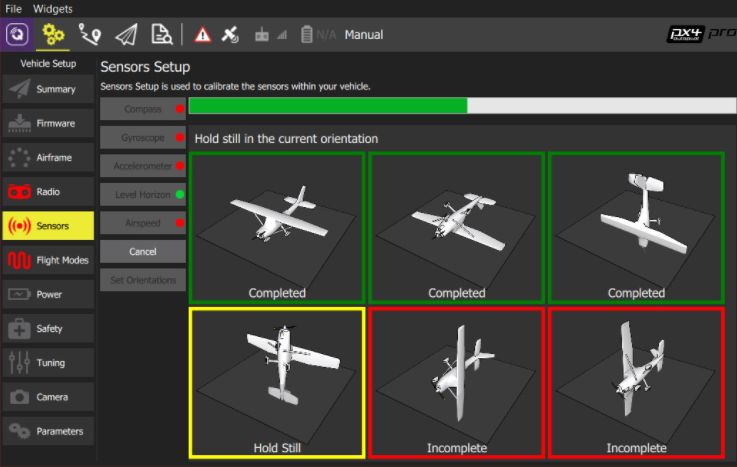 File Widgets
N/A Manual
px4 pro
autopilot
Vehicle Setup
Summary
Firmware
Airframe
Radio
Sensors
Flight Modes
Power
Safety
Tuning
Camera
Parameters
Sensors Setup
Sensors Setup is used to calibrate the sensors within your vehicle.
Compass
Gyroscope
Accelerometer
Level Horizon
Airspeed
Cancel
Set Orientations
Hold still in the current orientation
Completed
Completed
Completed
Hold Still
Incomplete
Incomplete